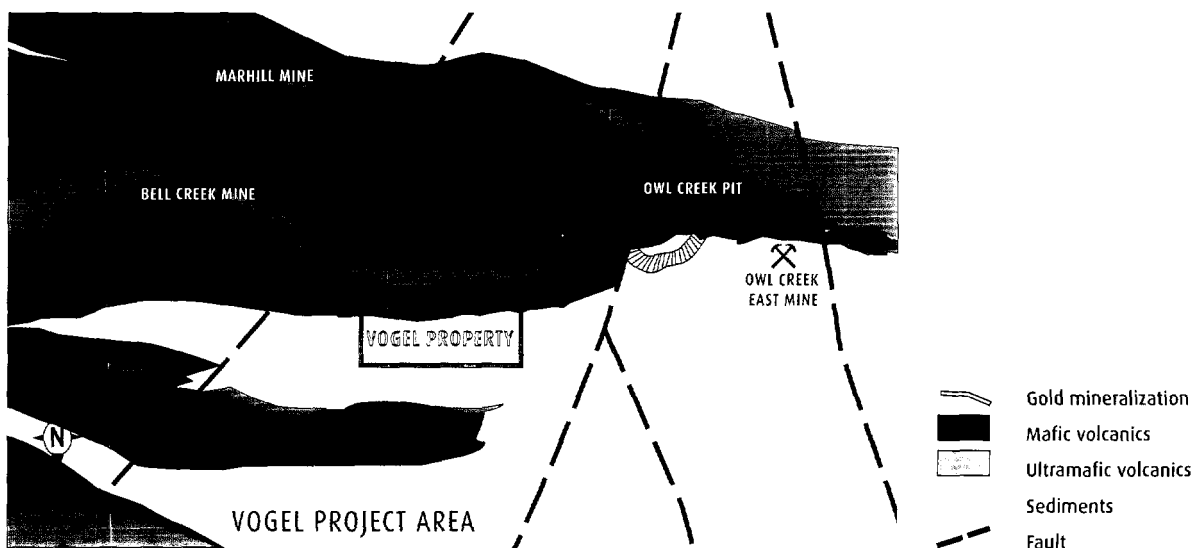 MARHILL MINE
BELL CREEK MINE
OWL CREEK PIT
OWL CREEK
EAST MINE
VOGEL PROPERTY
N
VOGEL PROJECT AREA
Gold mineralization
Mafic volcanics
Ultramafic volcanics
Sediments
Fault